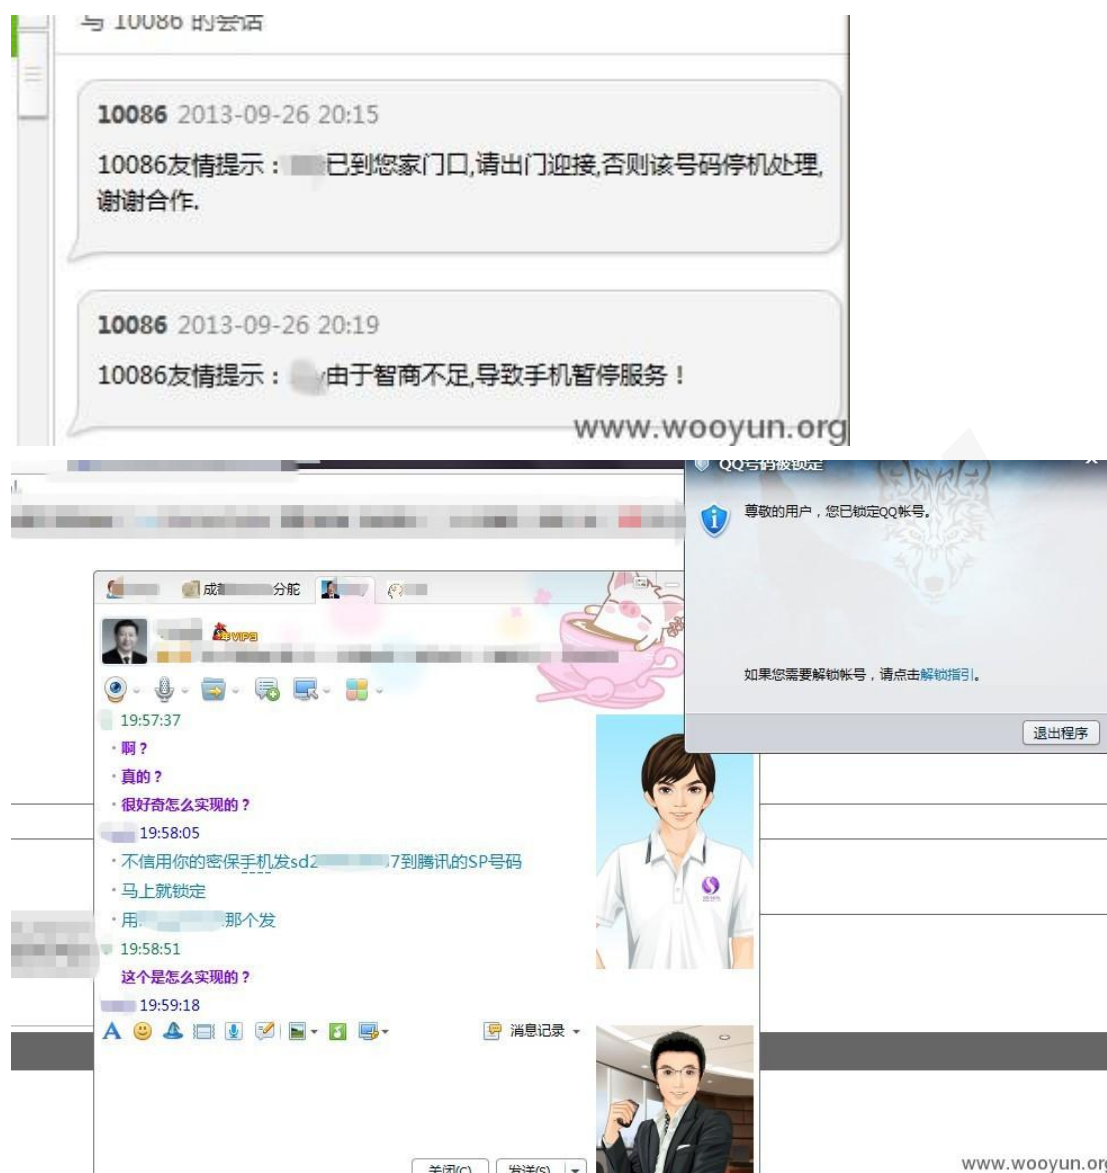 与 10086 的会话
10086 2013-09-26 20:15
10086友情提示： 已到您家门口,请出门迎接,否则该号码停机处理,
谢谢合作.
10086 2013-09-26 20:19
10086友情提示： 由于智商不足,导致手机暂停服务！
www.wooyun.org
QQ号码被锁定
尊敬的用户，您已锁定QQ帐号。
如果您需要解锁帐号，请点击解锁指引。
退出程序
成都 分舵
年VIP8
19:57:37
啊？
真的？
很好奇怎么实现的？
19:58:05
不信用你的密保手机发sd2 7到腾讯的SP号码
马上就锁定
用 那个发
19:58:51
这个是怎么实现的？
19:59:18
消息记录
关闭(C) 发送(S)
www.wooyun.org